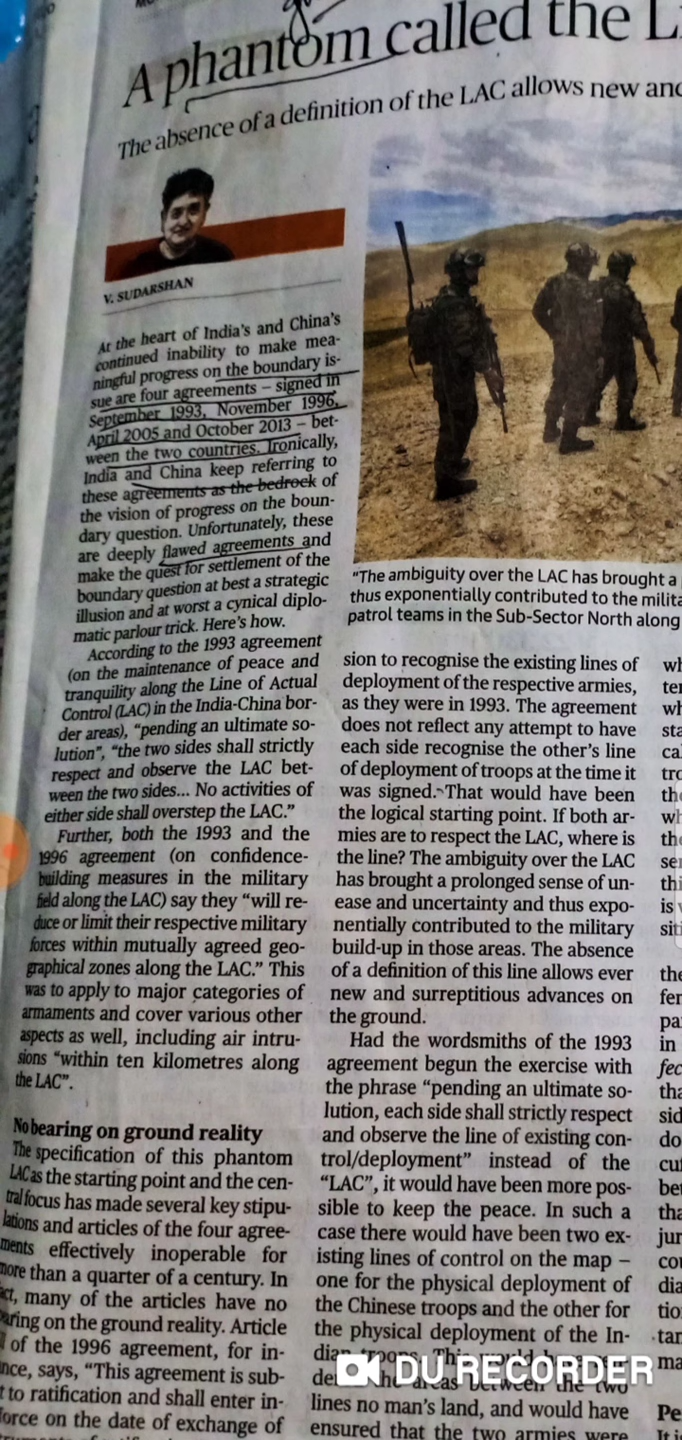 A phantom called the L
The absence of a definition of the LAC allows new and
V. SUDARSHAN
At the heart of India's and China's
continued inability to make mea-
ningful progress on the boundary is-
sue are four agreements – signed in
September 1993, November 1996,
April 2005 and October 2013 – bet-
ween the two countries. Ironically,
India and China keep referring to
these agreements as the bedrock of
the vision of progress on the boun-
dary question. Unfortunately, these
are deeply flawed agreements and
make the quest for settlement of the
boundary question at best a strategic
illusion and at worst a cynical diplo-
matic parlour trick. Here's how.
According to the 1993 agreement
(on the maintenance of peace and
tranquility along the Line of Actual
Control (LAC) in the India-China bor-
der areas), "pending an ultimate so-
lution", "the two sides shall strictly
respect and observe the LAC bet-
ween the two sides... No activities of
either side shall overstep the LAC."
Further, both the 1993 and the
1996 agreement (on confidence-
building measures in the military
field along the LAC) say they "will re-
duce or limit their respective military
forces within mutually agreed geo-
graphical zones along the LAC." This
was to apply to major categories of
armaments and cover various other
aspects as well, including air intru-
sions "within ten kilometres along
the LAC".
No bearing on ground reality
The specification of this phantom
LAC as the starting point and the cen-
tral focus has made several key stipu-
lations and articles of the four agree-
ments effectively inoperable for
more than a quarter of a century. In
act, many of the articles have no
aring on the ground reality. Article
of the 1996 agreement, for in-
nce, says, "This agreement is sub-
t to ratification and shall enter in-
force on the date of exchange of
"The ambiguity over the LAC has brought a
thus exponentially contributed to the milita
patrol teams in the Sub-Sector North along
sion to recognise the existing lines of
deployment of the respective armies,
as they were in 1993. The agreement
does not reflect any attempt to have
each side recognise the other's line
of deployment of troops at the time it
was signed. That would have been
the logical starting point. If both ar-
mies are to respect the LAC, where is
the line? The ambiguity over the LAC
has brought a prolonged sense of un-
ease and uncertainty and thus expo-
nentially contributed to the military
build-up in those areas. The absence
of a definition of this line allows ever
new and surreptitious advances on
the ground.
Had the wordsmiths of the 1993
agreement begun the exercise with
the phrase "pending an ultimate so-
lution, each side shall strictly respect
and observe the line of existing con-
trol/deployment" instead of the
"LAC", it would have been more pos-
sible to keep the peace. In such a
case there would have been two ex-
isting lines of control on the map –
one for the physical deployment of
the Chinese troops and the other for
the physical deployment of the In-
dian troops. This would
the areas between the two
lines no man's land, and would have
ensured that the two armies were
DU RECORDER